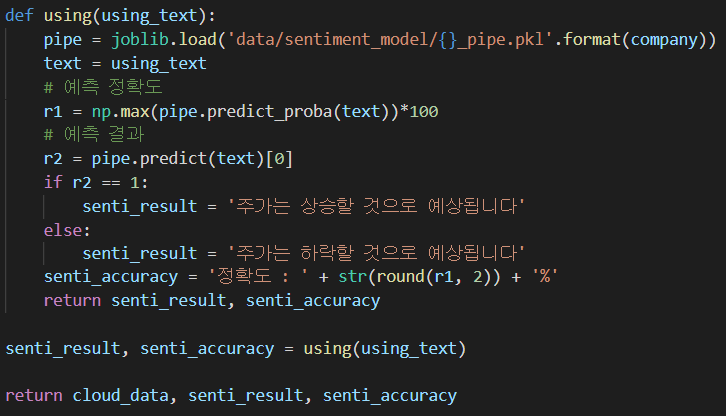 def using(using_text):
    pipe = joblib.load('data/sentiment_model/{}_pipe.pkl'.format(company))
    text = using_text
    # 예측 정확도
    r1 = np.max(pipe.predict_proba(text))*100
    # 예측 결과
    r2 = pipe.predict(text)[0]
    if r2 == 1:
        senti_result = '주가는 상승할 것으로 예상됩니다'
    else:
        senti_result = '주가는 하락할 것으로 예상됩니다'
    senti_accuracy = '정확도 : ' + str(round(r1, 2)) + '%'
    return senti_result, senti_accuracy

senti_result, senti_accuracy = using(using_text)

return cloud_data, senti_result, senti_accuracy